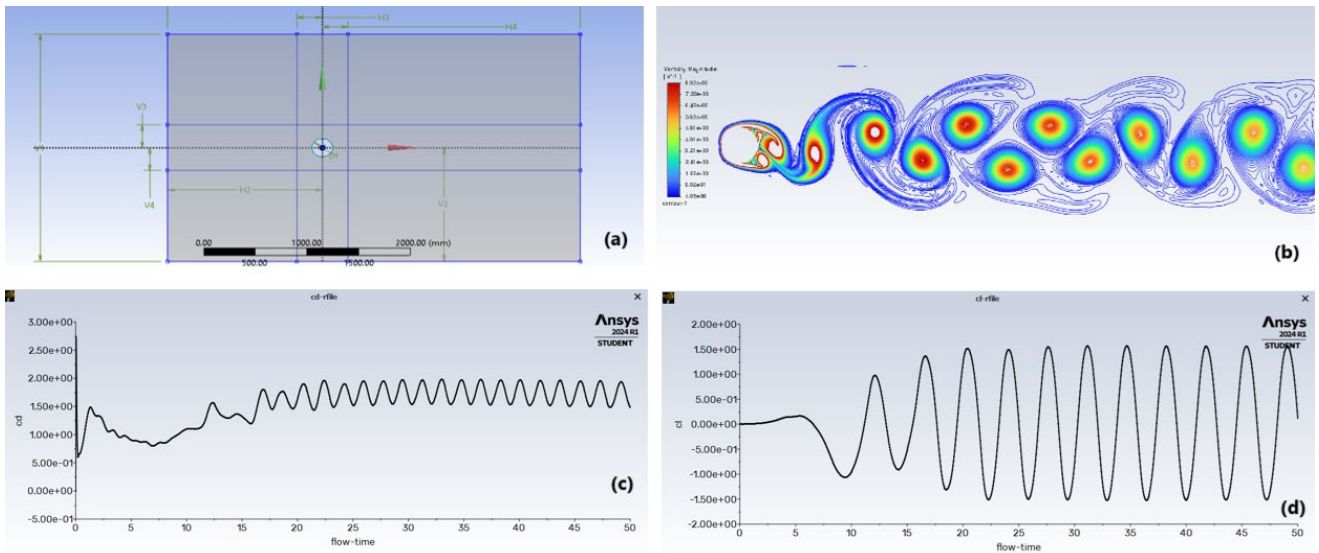 H3
H4
V3
V4
H2
V2
0.00 1000.00 2000.00 (mm)
500.00 1500.00
(a)
Vorticity Magnitude
contour-1
(b)
cd-rfile
Ansys
2024 R1
STUDENT
3.00e+00
2.50e+00
2.00e+00
1.50e+00
1.00e+00
5.00e-01
0.00e+00
-5.00e-01
cd
0 5 10 15 20 25 30 35 40 45 50
flow-time
(c)
cl-rfile
Ansys
2024 R1
STUDENT
2.00e+00
1.50e+00
1.00e+00
5.00e-01
0.00e+00
-5.00e-01
-1.00e+00
-1.50e+00
-2.00e+00
cl
0 5 10 15 20 25 30 35 40 45 50
flow-time
(d)